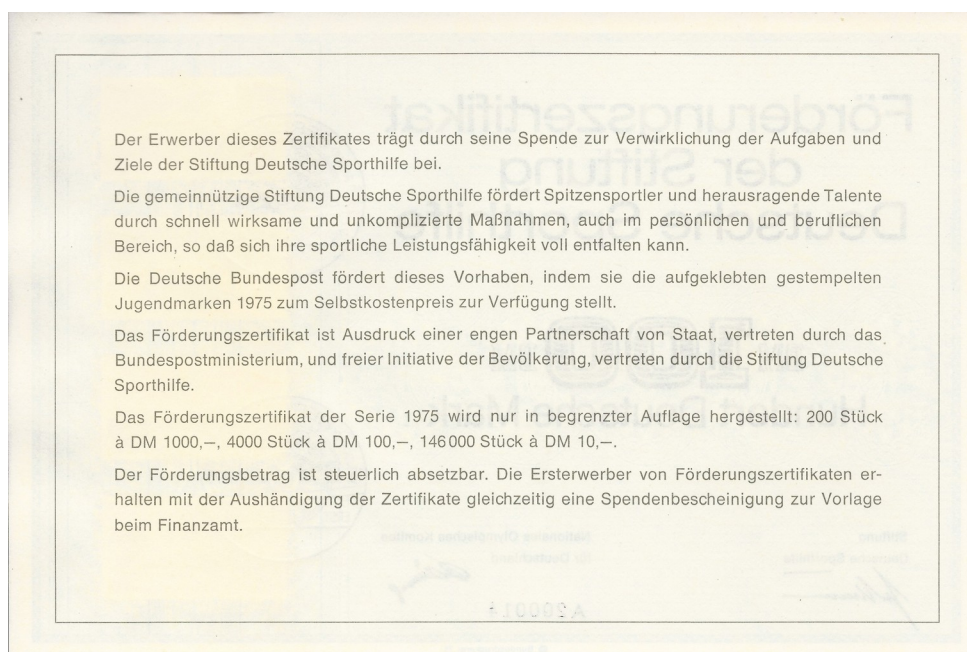 Der Erwerber dieses Zertifikates trägt durch seine Spende zur Verwirklichung der Aufgaben und
Ziele der Stiftung Deutsche Sporthilfe bei.
Die gemeinnützige Stiftung Deutsche Sporthilfe fördert Spitzensportler und herausragende Talente
durch schnell wirksame und unkomplizierte Maßnahmen, auch im persönlichen und beruflichen
Bereich, so daß sich ihre sportliche Leistungsfähigkeit voll entfalten kann.
Die Deutsche Bundespost fördert dieses Vorhaben, indem sie die aufgeklebten gestempelten
Jugendmarken 1975 zum Selbstkostenpreis zur Verfügung stellt.
Das Förderungszertifikat ist Ausdruck einer engen Partnerschaft von Staat, vertreten durch das
Bundespostministerium, und freier Initiative der Bevölkerung, vertreten durch die Stiftung Deutsche
Sporthilfe.
Das Förderungszertifikat der Serie 1975 wird nur in begrenzter Auflage hergestellt: 200 Stück
à DM 1000,–, 4000 Stück à DM 100,–, 146 000 Stück à DM 10,–.
Der Förderungsbetrag ist steuerlich absetzbar. Die Ersterwerber von Förderungszertifikaten er-
halten mit der Aushändigung der Zertifikate gleichzeitig eine Spendenbescheinigung zur Vorlage
beim Finanzamt.